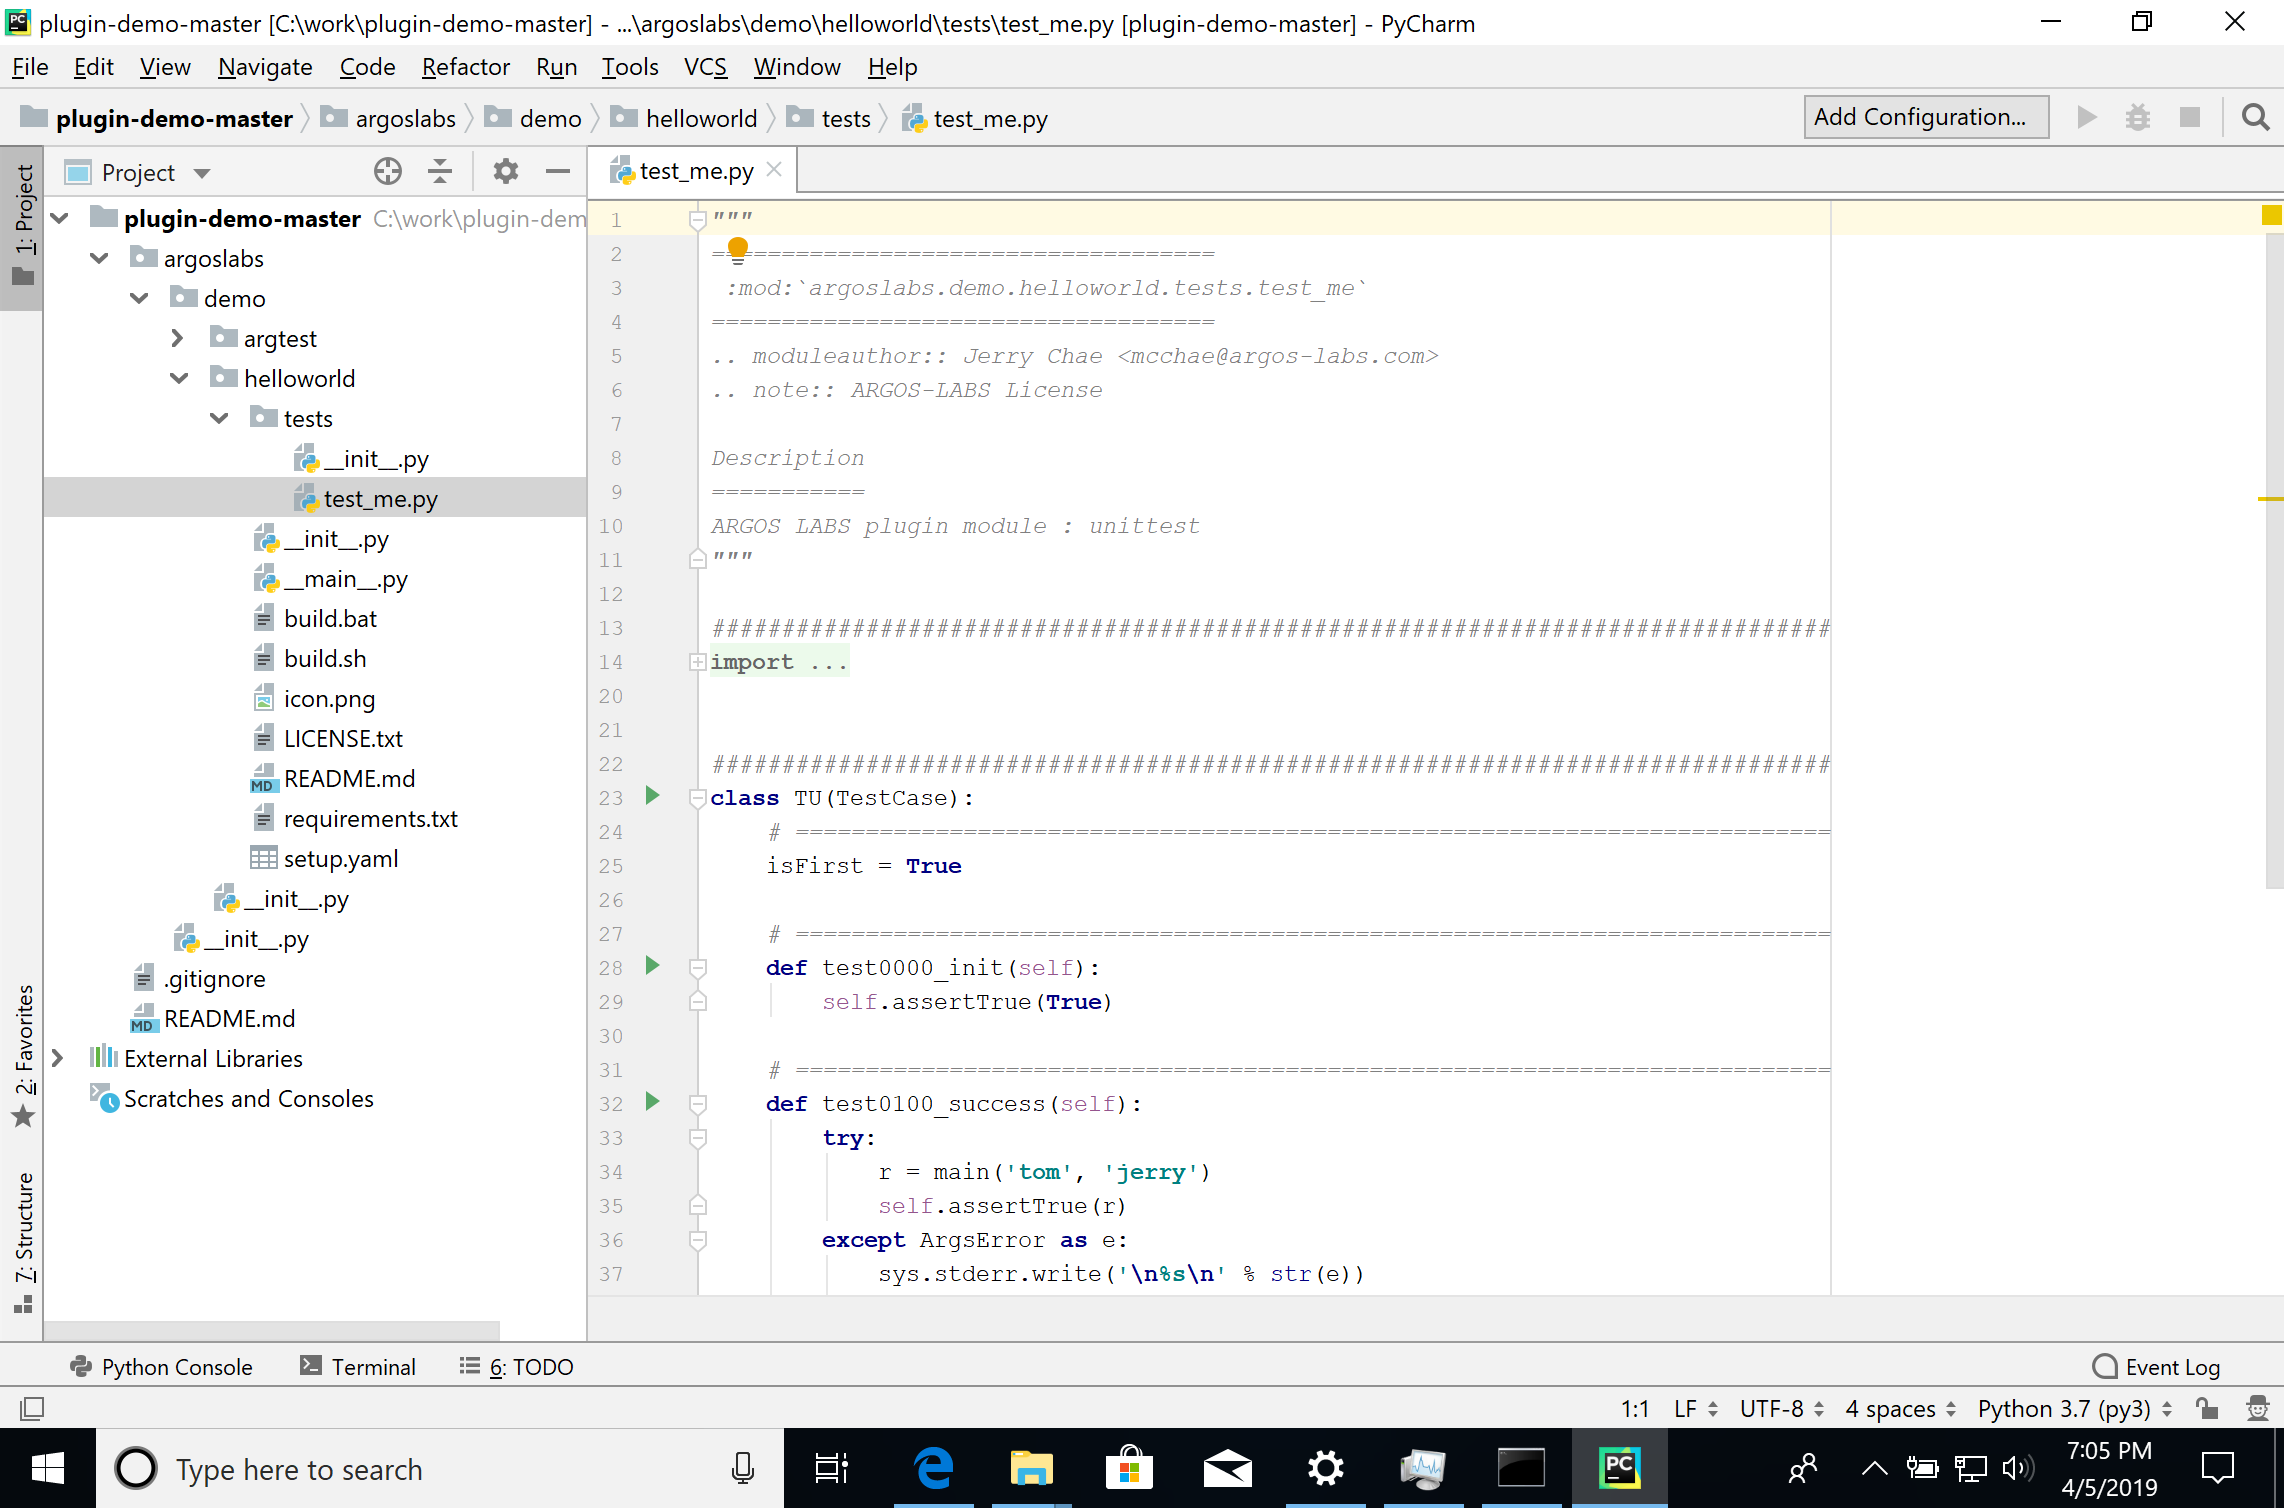 plugin-demo-master [C:\work\plugin-demo-master] - ...\argoslabs\demo\helloworld\tests\test_me.py [plugin-demo-master] - PyCharm
File Edit View Navigate Code Refactor Run Tools VCS Window Help
plugin-demo-master argoslabs demo helloworld tests test_me.py Add Configuration...
1: Project
Project
test_me.py
plugin-demo-master C:\work\plugin-dem
argoslabs
demo
argtest
helloworld
tests
__init__.py
test_me.py
__init__.py
__main__.py
build.bat
build.sh
icon.png
LICENSE.txt
MD README.md
requirements.txt
setup.yaml
__init__.py
__init__.py
.gitignore
MD README.md
External Libraries
Scratches and Consoles
2: Favorites
7: Structure
1 """
2 ====================================
3 :mod:`argoslabs.demo.helloworld.tests.test_me`
4 ====================================
5 .. moduleauthor:: Jerry Chae <mcchae@argos-labs.com>
6 .. note:: ARGOS-LABS License
7
8 Description
9 ===========
10 ARGOS LABS plugin module : unittest
11 """
12
13 ################################################################################
14 import ...
20
21
22 ################################################################################
23 class TU(TestCase):
24 # ==========================================================================
25 isFirst = True
26
27 # ==========================================================================
28 def test0000_init(self):
29 self.assertTrue(True)
30
31 # ==========================================================================
32 def test0100_success(self):
33 try:
34 r = main('tom', 'jerry')
35 self.assertTrue(r)
36 except ArgsError as e:
37 sys.stderr.write('\n%s\n' % str(e))
Python Console Terminal 6: TODO Event Log
1:1 LF UTF-8 4 spaces Python 3.7 (py3)
Type here to search
PC
7:05 PM
4/5/2019